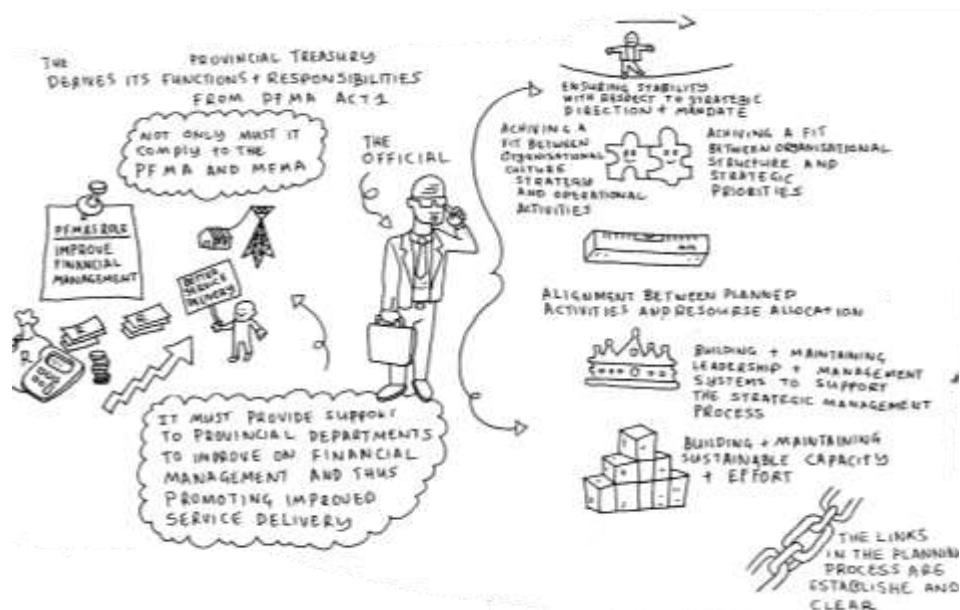 THE PROVINCIAL TREASURY
DERIVES ITS FUNCTIONS + RESPONSIBILITIES
FROM PFMA ACT 1
NOT ONLY MUST IT
COMPLY TO THE
PFMA AND MFMA
PFMA'S ROLE
IMPROVE
FINANCIAL
MANAGEMENT
BETTER
SERVICE
DELIVERY
THE
OFFICIAL
IT MUST PROVIDE SUPPORT
TO PROVINCIAL DEPARTMENTS
TO IMPROVE ON FINANCIAL
MANAGEMENT AND THUS
PROMOTING IMPROVED
SERVICE DELIVERY
ENSURING STABILITY
WITH RESPECT TO STRATEGIC
DIRECTION + MANDATE
ACHIVING A
FIT BETWEEN
ORGANISATIONAL
CULTURE
STRATEGY
AND OPERATIONAL
ACTIVITIES
ACHIVING A FIT
BETWEEN ORGANISATIONAL
STRUCTURE AND
STRATEGIC
PRIORITIES
ALIGNMENT BETWEEN PLANNED
ACTIVITIES AND RESOURSE ALLOCATION
BUILDING + MAINTAINING
LEADERSHIP + MANAGEMENT
SYSTEMS TO SUPPORT
THE STRATEGIC MANAGEMENT
PROCESS
BUILDING + MAINTAINING
SUSTAINABLE CAPACITY
+ EFFORT
THE LINKS
IN THE PLANNING
PROCESS ARE
ESTABLISHE AND
CLEAR